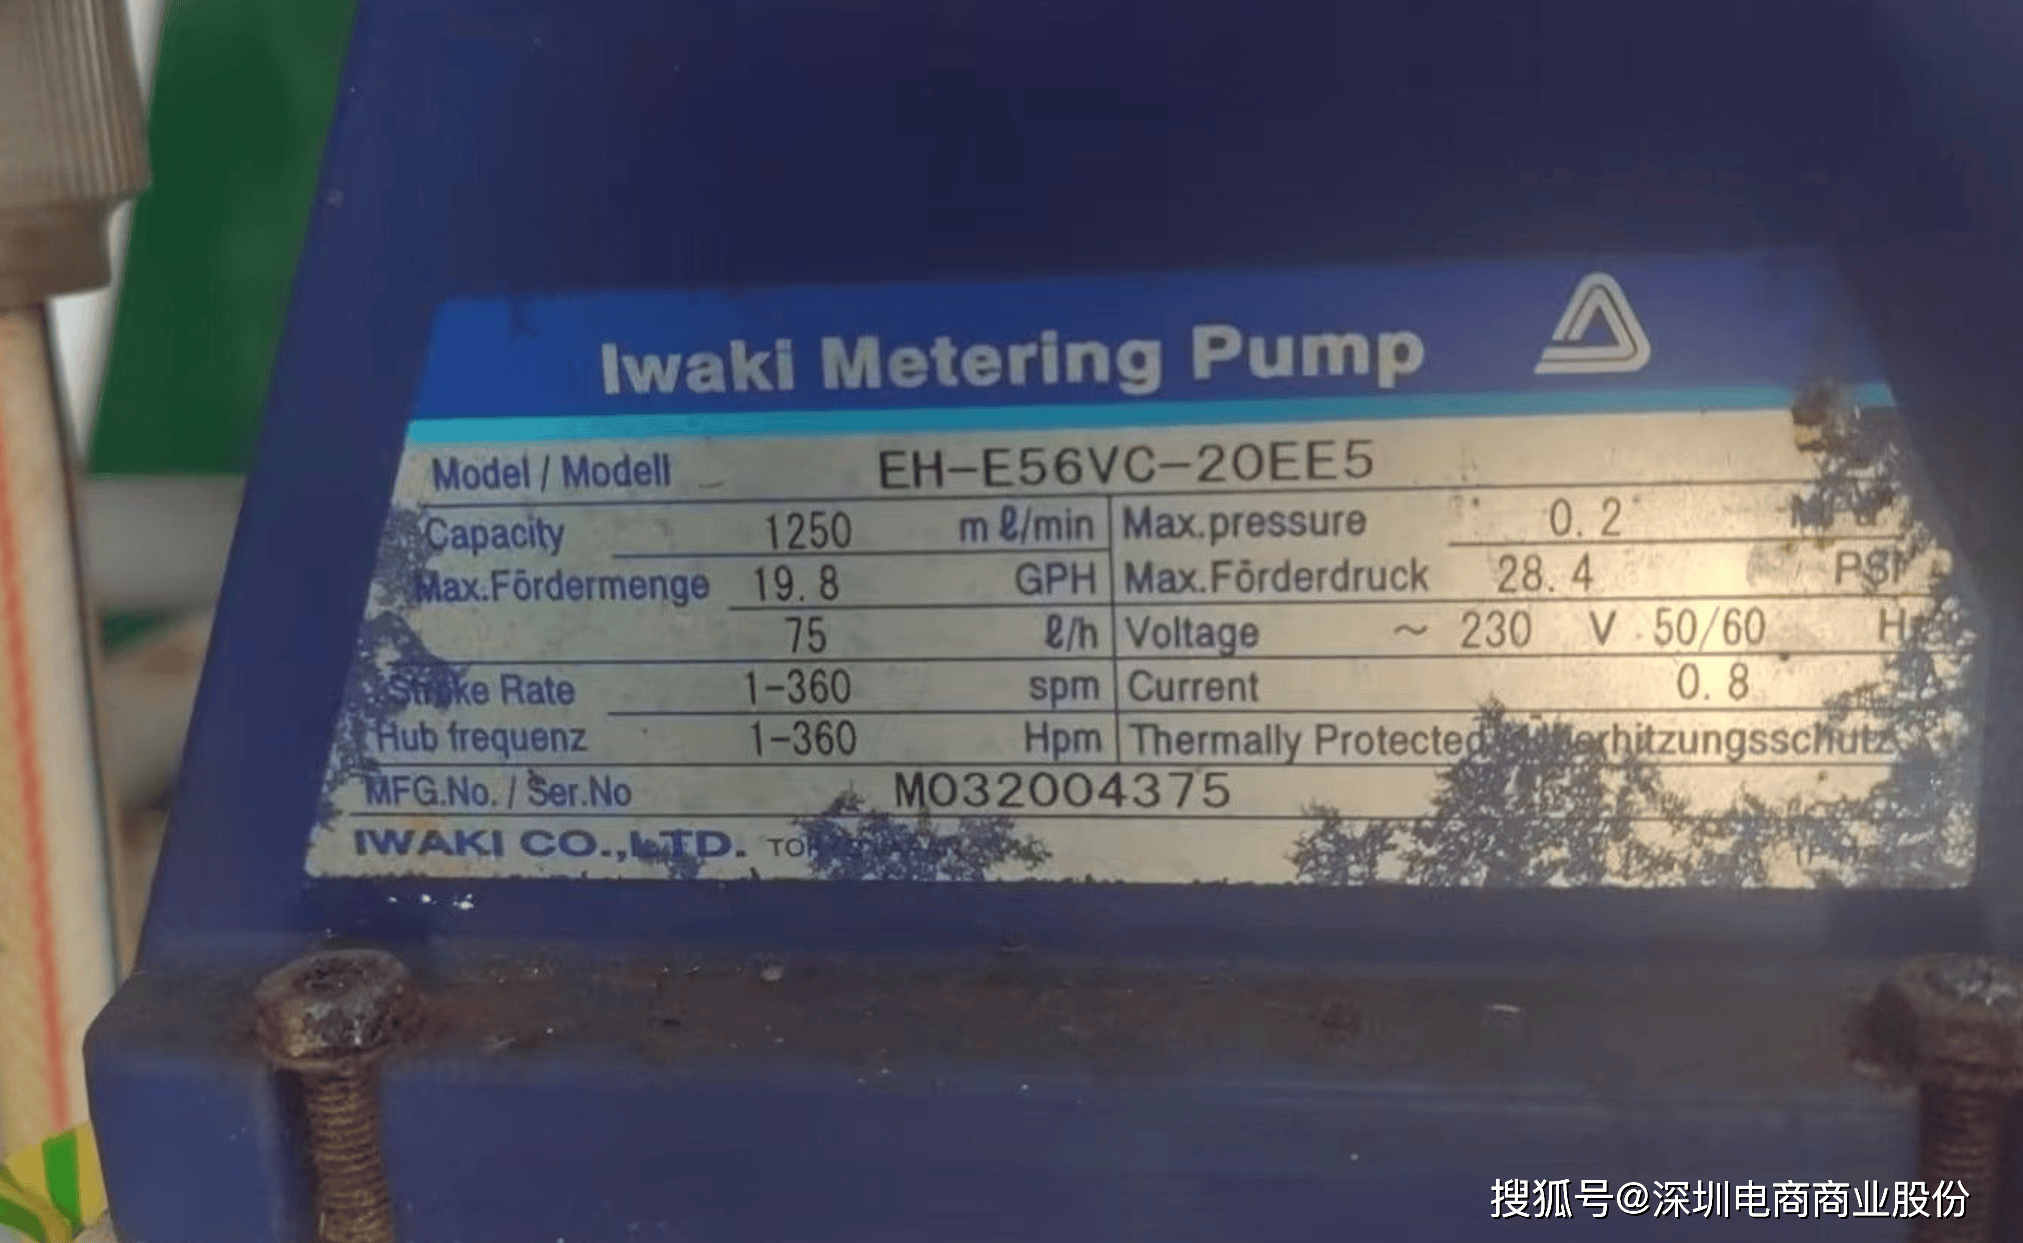 Iwaki Metering Pump
Model / Modell EH-E56VC-20EE5
Capacity 1250 mℓ/min Max.pressure 0.2
Max.Fördermenge 19.8 GPH Max.Förderdruck 28.4 PSI
75 ℓ/h Voltage ~ 230 V 50/60
Stroke Rate 1-360 spm Current 0.8
Hub frequenz 1-360 Hpm Thermally Protected
MFG.No. / Ser.No M032004375
IWAKI CO.,LTD.
搜狐号@深圳电商商业股份